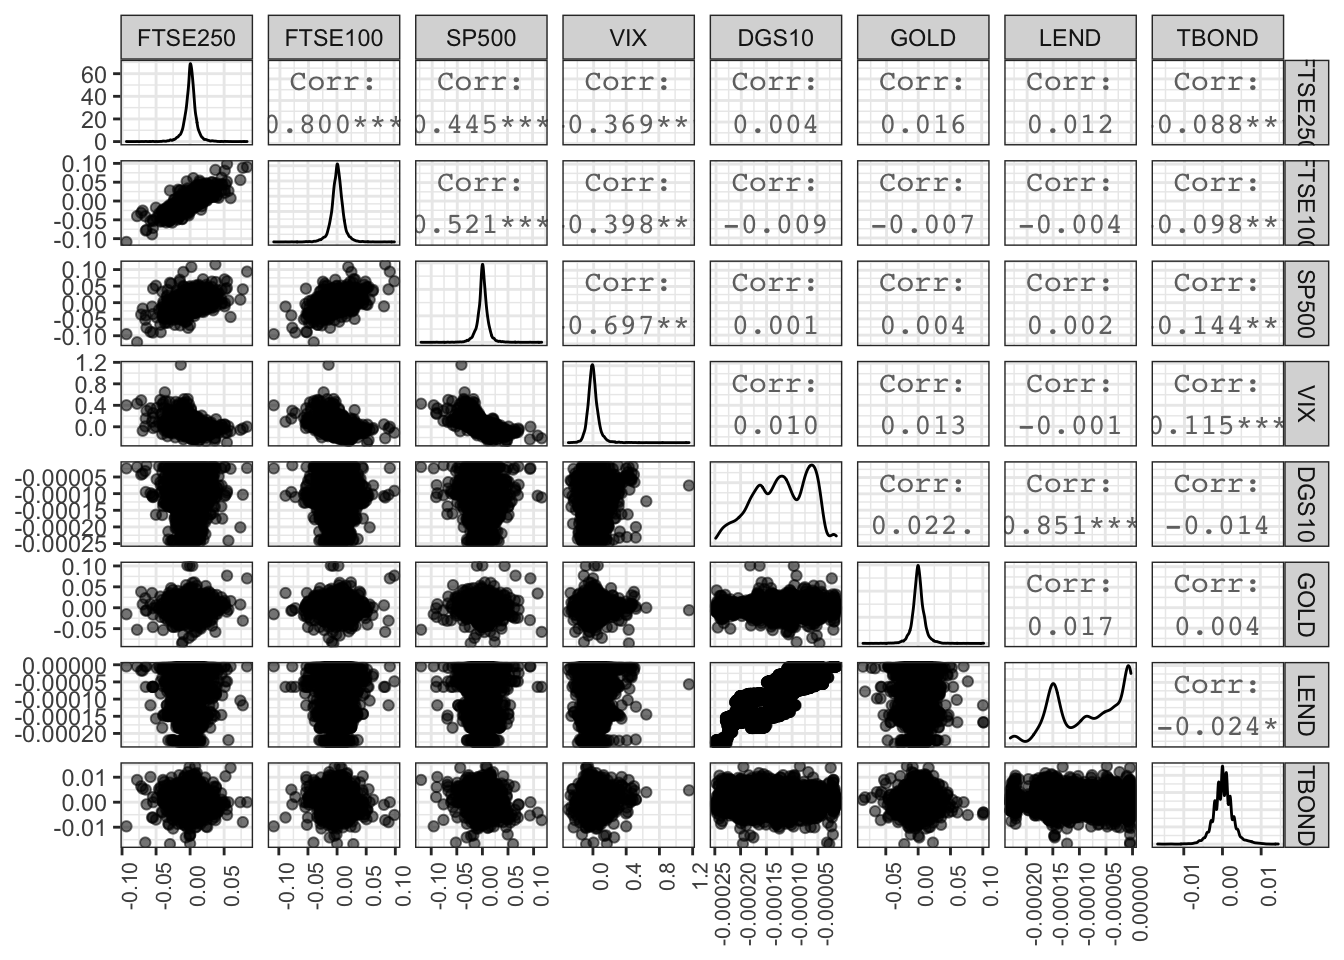 FTSE250 FTSE100 SP500 VIX DGS10 GOLD LEND TBOND
60
40
20
0
Corr: Corr: Corr: Corr: Corr: Corr: Corr:
0.800*** 0.445*** -0.369** 0.004 0.016 0.012 -0.088**
FTSE250
0.10
0.05
0.00
-0.05
-0.10
Corr: Corr: Corr: Corr: Corr: Corr:
0.521*** -0.398** -0.009 -0.007 -0.004 -0.098**
FTSE100
0.10
0.05
0.00
-0.05
-0.10
Corr: Corr: Corr: Corr: Corr:
-0.697** 0.001 0.004 0.002 -0.144**
SP500
1.2
0.8
0.4
0.0
Corr: Corr: Corr: Corr:
0.010 0.013 -0.001 0.115***
VIX
-0.00005
-0.00010
-0.00015
-0.00020
-0.00025
Corr: Corr: Corr:
0.022. 0.851*** -0.014
DGS10
0.10
0.05
0.00
-0.05
Corr: Corr:
0.017 0.004
GOLD
0.00000
-0.00005
-0.00010
-0.00015
-0.00020
Corr:
-0.024*
LEND
0.01
0.00
-0.01
TBOND
-0.10 -0.05 0.00 0.05
-0.10 -0.05 0.00 0.05 0.10
-0.10 -0.05 0.00 0.05 0.10
0.0 0.4 0.8 1.2
-0.00025 -0.00020 -0.00015 -0.00010 -0.00005
-0.05 0.00 0.05 0.10
-0.00020 -0.00015 -0.00010 -0.00005 0.00000
-0.01 0.00 0.01